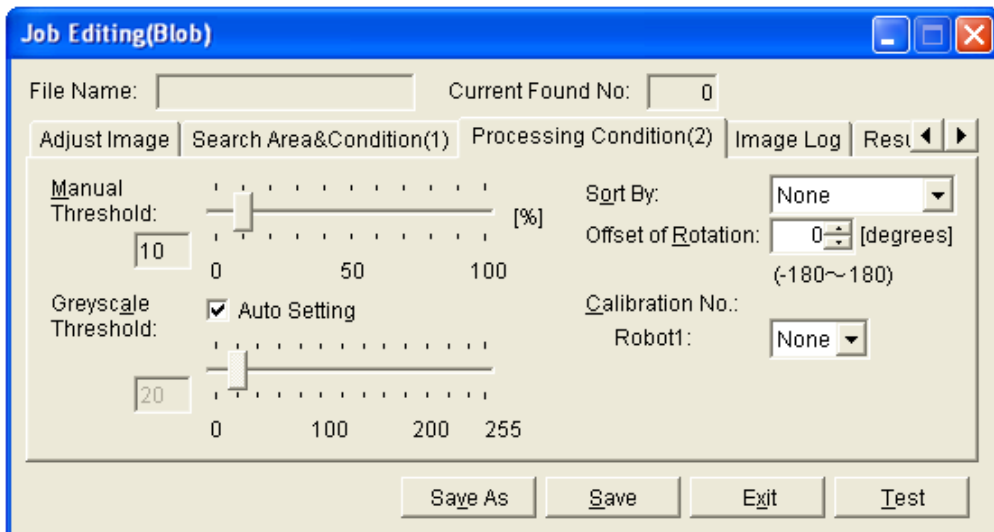 Job Editing(Blob)
File Name: Current Found No: 0
Adjust Image Search Area&Condition(1) Processing Condition(2) Image Log Resu
Manual Threshold: 10
0 50 100 [%]
Sort By: None
Offset of Rotation: 0 [degrees]
(-180~180)
Greyscale Threshold: 20
Auto Setting
0 100 200 255
Calibration No.:
Robot1: None
Save As Save Exit Test